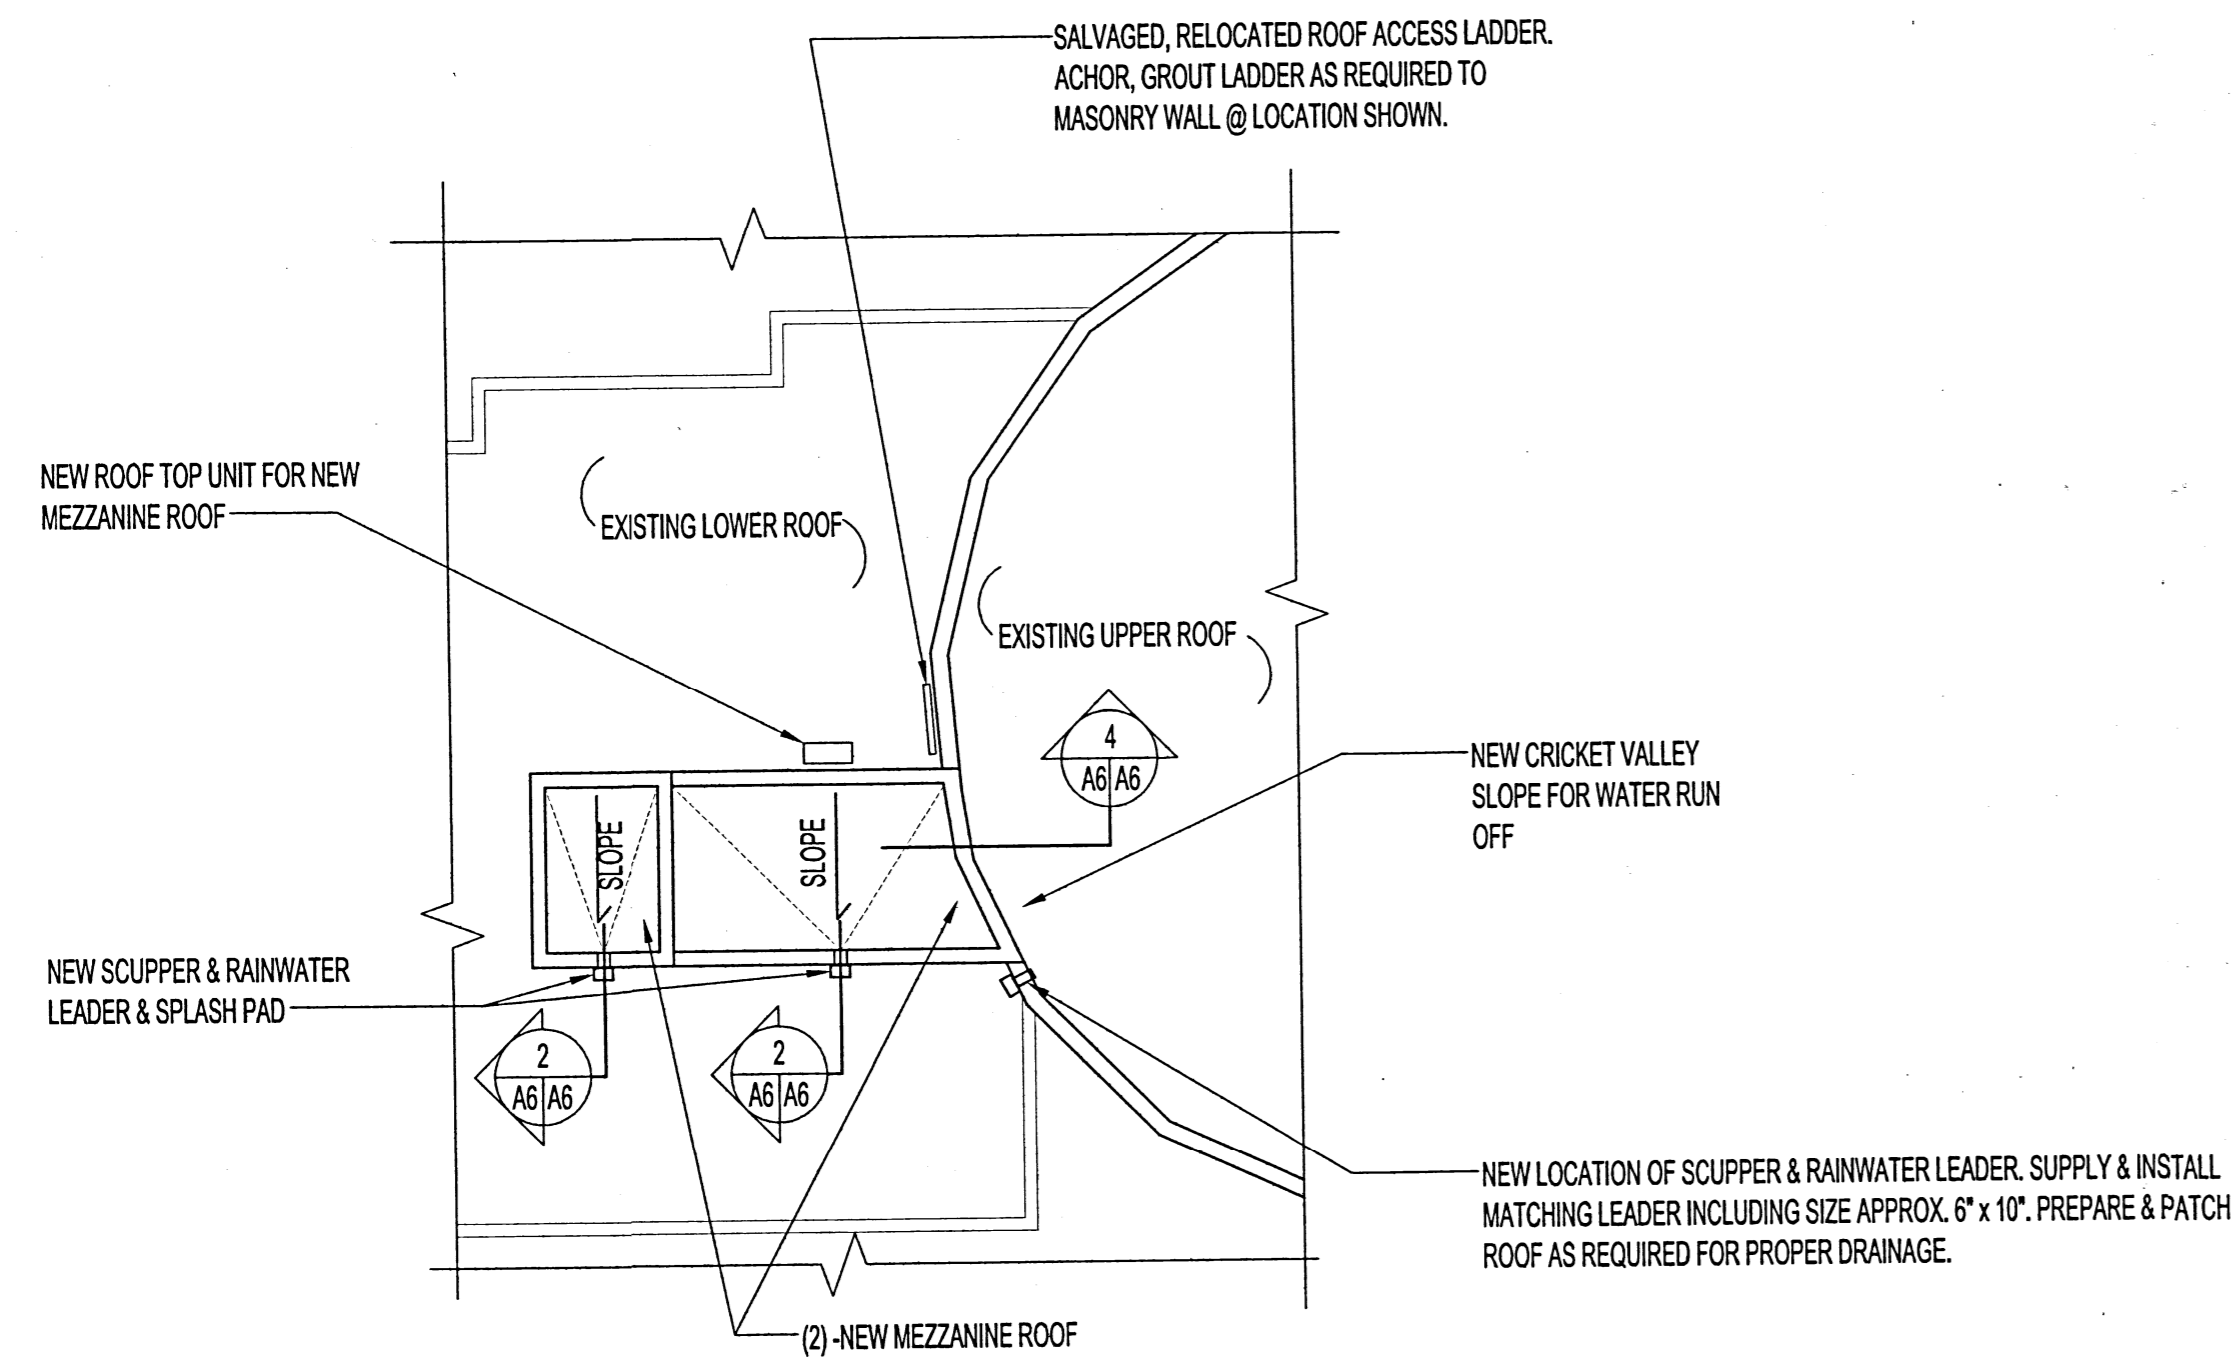 SALVAGED, RELOCATED ROOF ACCESS LADDER.
ACHOR, GROUT LADDER AS REQUIRED TO
MASONRY WALL @ LOCATION SHOWN.
NEW ROOF TOP UNIT FOR NEW
MEZZANINE ROOF
EXISTING LOWER ROOF
EXISTING UPPER ROOF
4
A6 A6
NEW CRICKET VALLEY
SLOPE FOR WATER RUN
OFF
SLOPE
SLOPE
NEW SCUPPER & RAINWATER
LEADER & SPLASH PAD
2
A6 A6
2
A6 A6
NEW LOCATION OF SCUPPER & RAINWATER LEADER. SUPPLY & INSTALL
MATCHING LEADER INCLUDING SIZE APPROX. 6" x 10". PREPARE & PATCH
ROOF AS REQUIRED FOR PROPER DRAINAGE.
(2) -NEW MEZZANINE ROOF